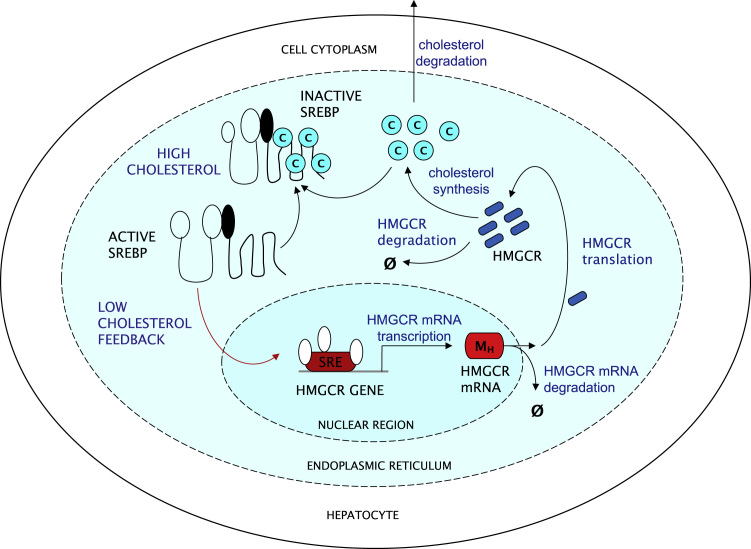 cholesterol
degradation
CELL CYTOPLASM
INACTIVE
SREBP
C
C
C
C
C
C
C
C
C
HIGH
CHOLESTEROL
cholesterol
synthesis
ACTIVE
SREBP
HMGCR
degradation
Ø
HMGCR
HMGCR
translation
LOW
CHOLESTEROL
FEEDBACK
HMGCR mRNA
transcription
SRE
HMGCR GENE
MH
HMGCR
mRNA
HMGCR mRNA
degradation
Ø
NUCLEAR REGION
ENDOPLASMIC RETICULUM
HEPATOCYTE